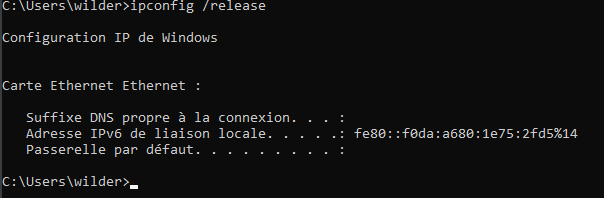 C:\Users\wilder>ipconfig /release
Configuration IP de Windows
Carte Ethernet Ethernet :
Suffixe DNS propre à la connexion. . . :
Adresse IPv6 de liaison locale. . . . .: fe80::f0da:a680:1e75:2fd5%14
Passerelle par défaut. . . . . . . . . :
C:\Users\wilder>